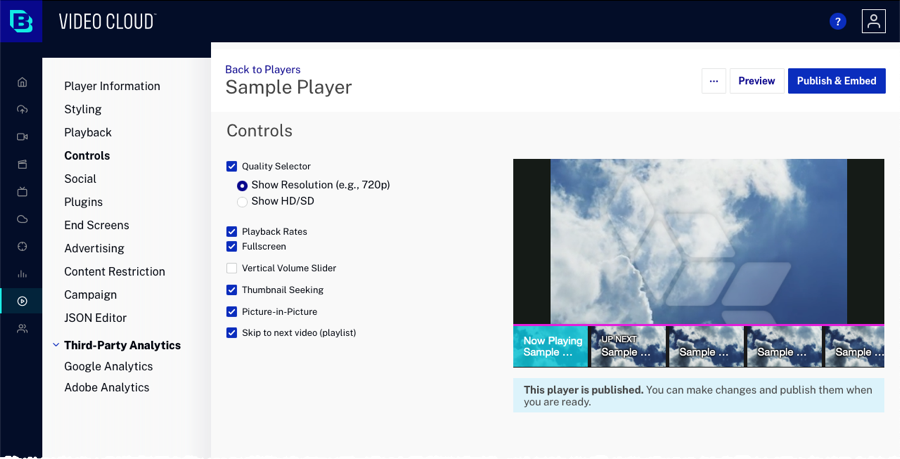 VIDEO CLOUD™
?
Player Information
Styling
Playback
Controls
Social
Plugins
End Screens
Advertising
Content Restriction
Campaign
JSON Editor
Third-Party Analytics
Google Analytics
Adobe Analytics
Back to Players
Sample Player
...
Preview
Publish & Embed
Controls
Quality Selector
Show Resolution (e.g., 720p)
Show HD/SD
Playback Rates
Fullscreen
Vertical Volume Slider
Thumbnail Seeking
Picture-in-Picture
Skip to next video (playlist)
Now Playing
Sample ...
UP NEXT
Sample ...
Sample ...
Sample ...
Sample ...
This player is published. You can make changes and publish them when
you are ready.